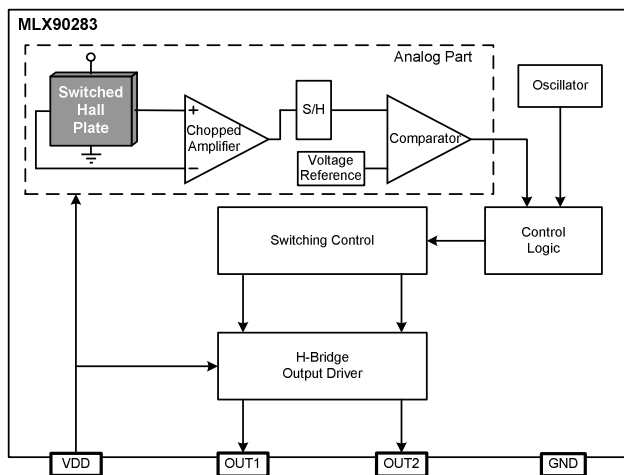 MLX90283
Analog Part
Switched
Hall
Plate
+
−
Chopped
Amplifier
S/H
Voltage
Reference
Comparator
Oscillator
Switching Control
Control
Logic
H-Bridge
Output Driver
VDD
OUT1
OUT2
GND